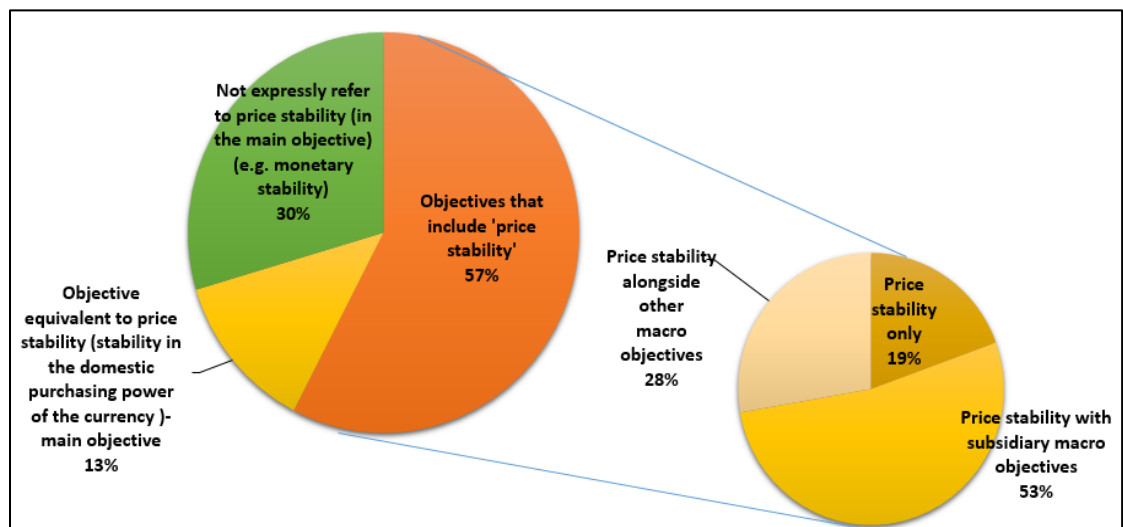 Not expressly refer
to price stability (in
the main objective)
(e.g. monetary
stability)
30%
Objectives that
include 'price
stability'
57%
Objective
equivalent to price
stability (stability in
the domestic
purchasing power
of the currency )-
main objective
13%
Price stability
alongside
other
macro
objectives
28%
Price
stability
only
19%
Price stability with
subsidiary macro
objectives
53%